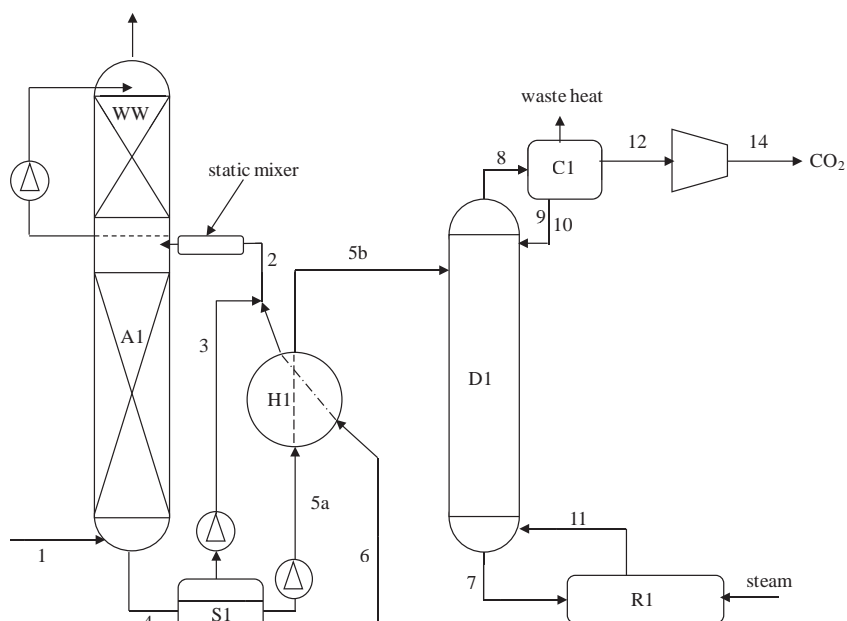 WW
waste heat
12
14
8
C1
CO₂
static mixer
9
10
2
5b
3
A1
H1
D1
5a
11
1
6
7
steam
4
S1
R1